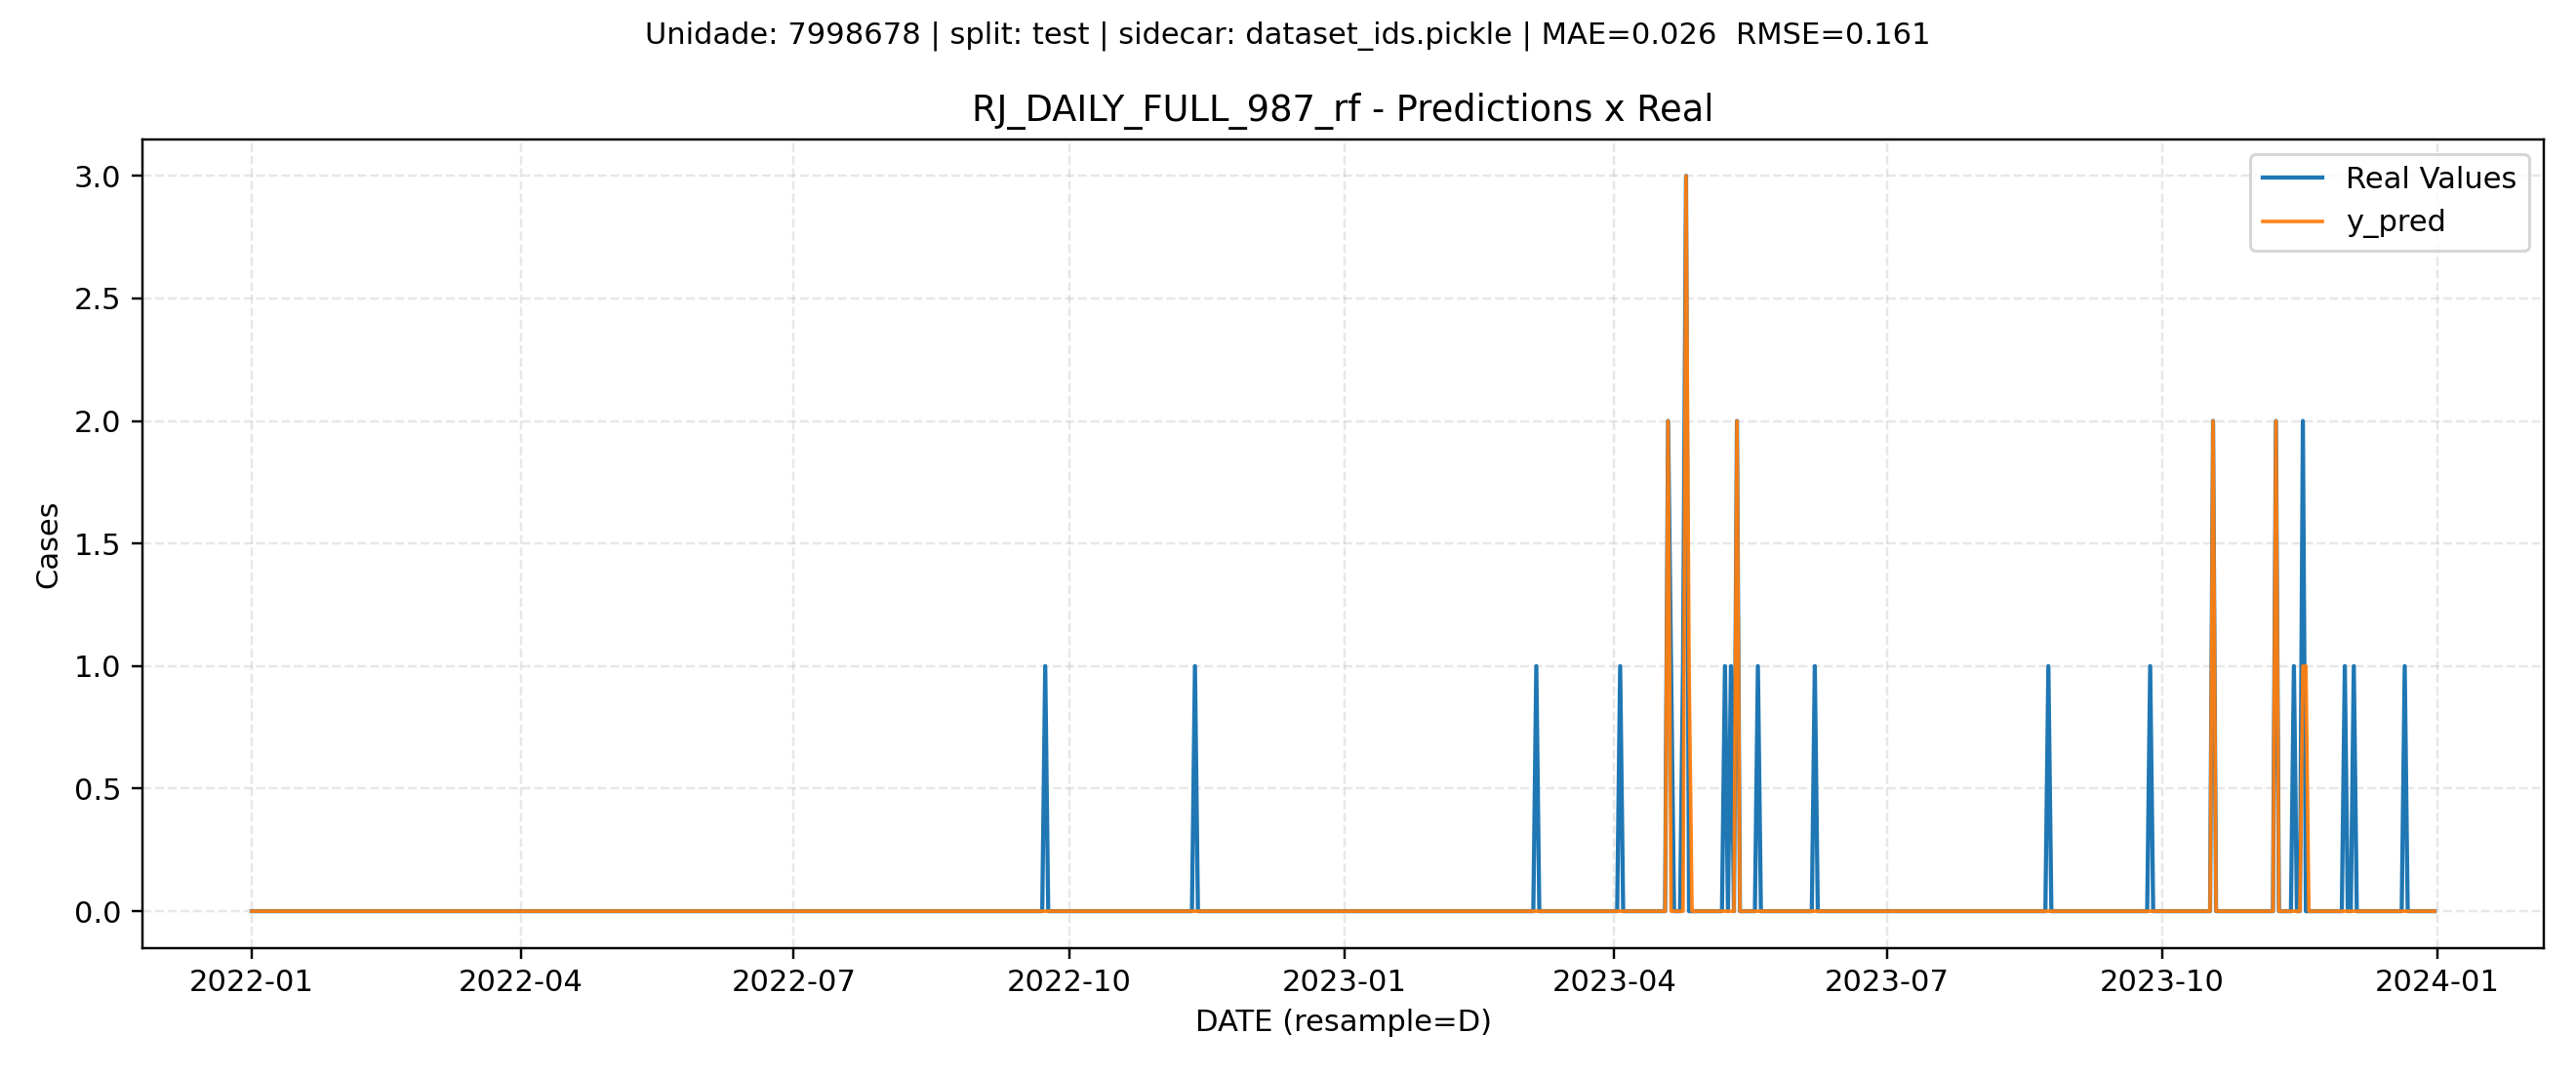 Unidade: 7998678 | split: test | sidecar: dataset_ids.pickle | MAE=0.026  RMSE=0.161
RJ_DAILY_FULL_987_rf - Predictions x Real
Real Values
y_pred
Cases
3.0
2.5
2.0
1.5
1.0
0.5
0.0
2022-01
2022-04
2022-07
2022-10
2023-01
2023-04
2023-07
2023-10
2024-01
DATE (resample=D)